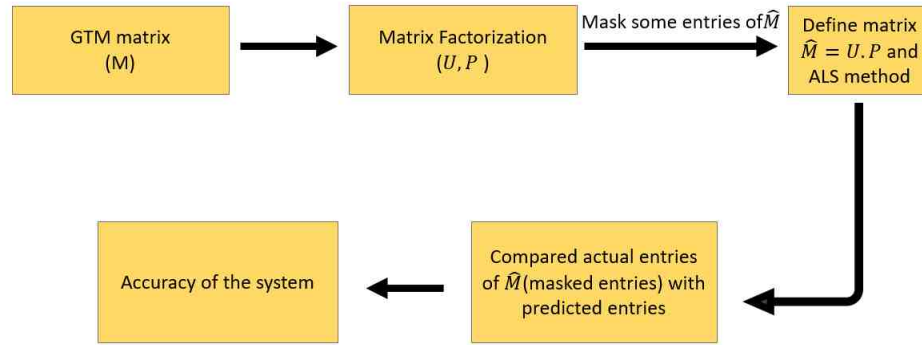 GTM matrix
(M)
Matrix Factorization
(𝑈, 𝑃 )
Mask some entries of 𝑀̂
Define matrix
𝑀̂ = 𝑈. 𝑃 and
ALS method
Compared actual entries
of 𝑀̂(masked entries) with
predicted entries
Accuracy of the system